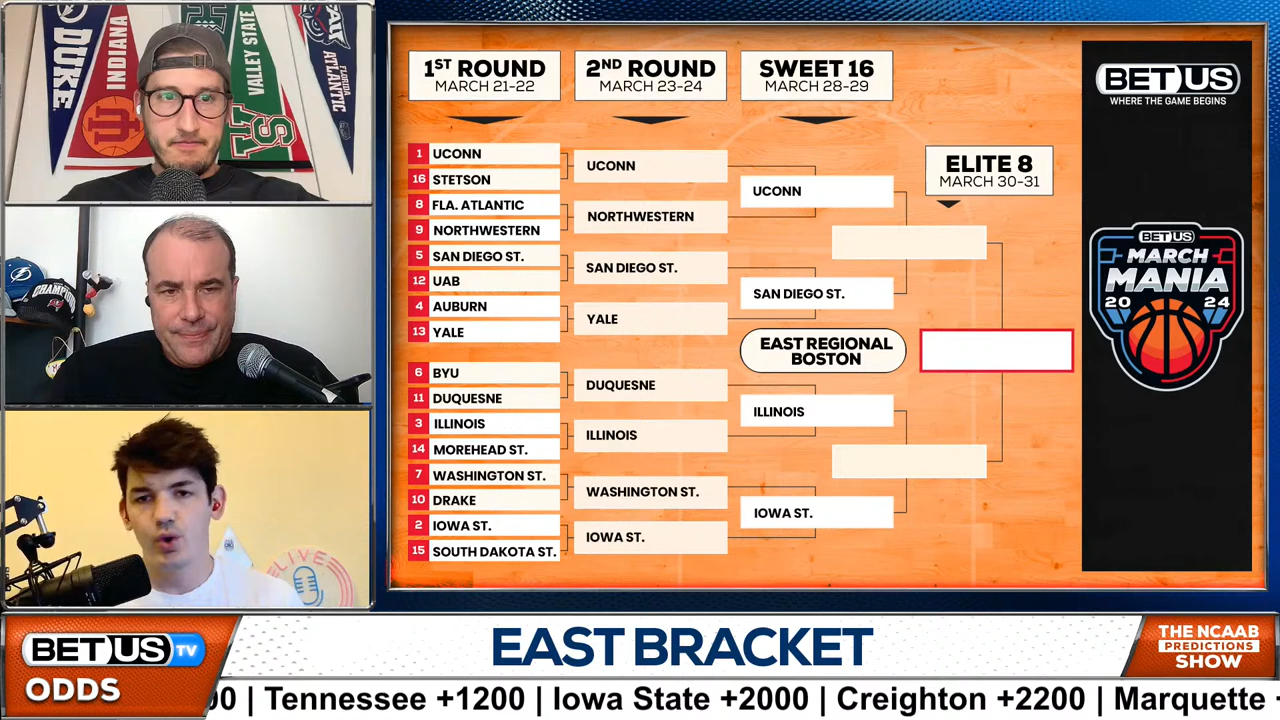 DUKE
INDIANA
VALLEY STATE
VS
FAU
FLORIDA ATLANTIC
CHAMPIONS
LIVE
1ST ROUND
MARCH 21-22
2ND ROUND
MARCH 23-24
SWEET 16
MARCH 28-29
ELITE 8
MARCH 30-31
1 UCONN
16 STETSON
8 FLA. ATLANTIC
9 NORTHWESTERN
5 SAN DIEGO ST.
12 UAB
4 AUBURN
13 YALE
6 BYU
11 DUQUESNE
3 ILLINOIS
14 MOREHEAD ST.
7 WASHINGTON ST.
10 DRAKE
2 IOWA ST.
15 SOUTH DAKOTA ST.
UCONN
NORTHWESTERN
SAN DIEGO ST.
YALE
DUQUESNE
ILLINOIS
WASHINGTON ST.
IOWA ST.
UCONN
SAN DIEGO ST.
ILLINOIS
IOWA ST.
EAST REGIONAL
BOSTON
BETUS
WHERE THE GAME BEGINS
BETUS
MARCH
MANIA
20 24
BETUS TV
ODDS
EAST BRACKET
THE NCAAB
PREDICTIONS
SHOW
00 | Tennessee +1200 | Iowa State +2000 | Creighton +2200 | Marquette